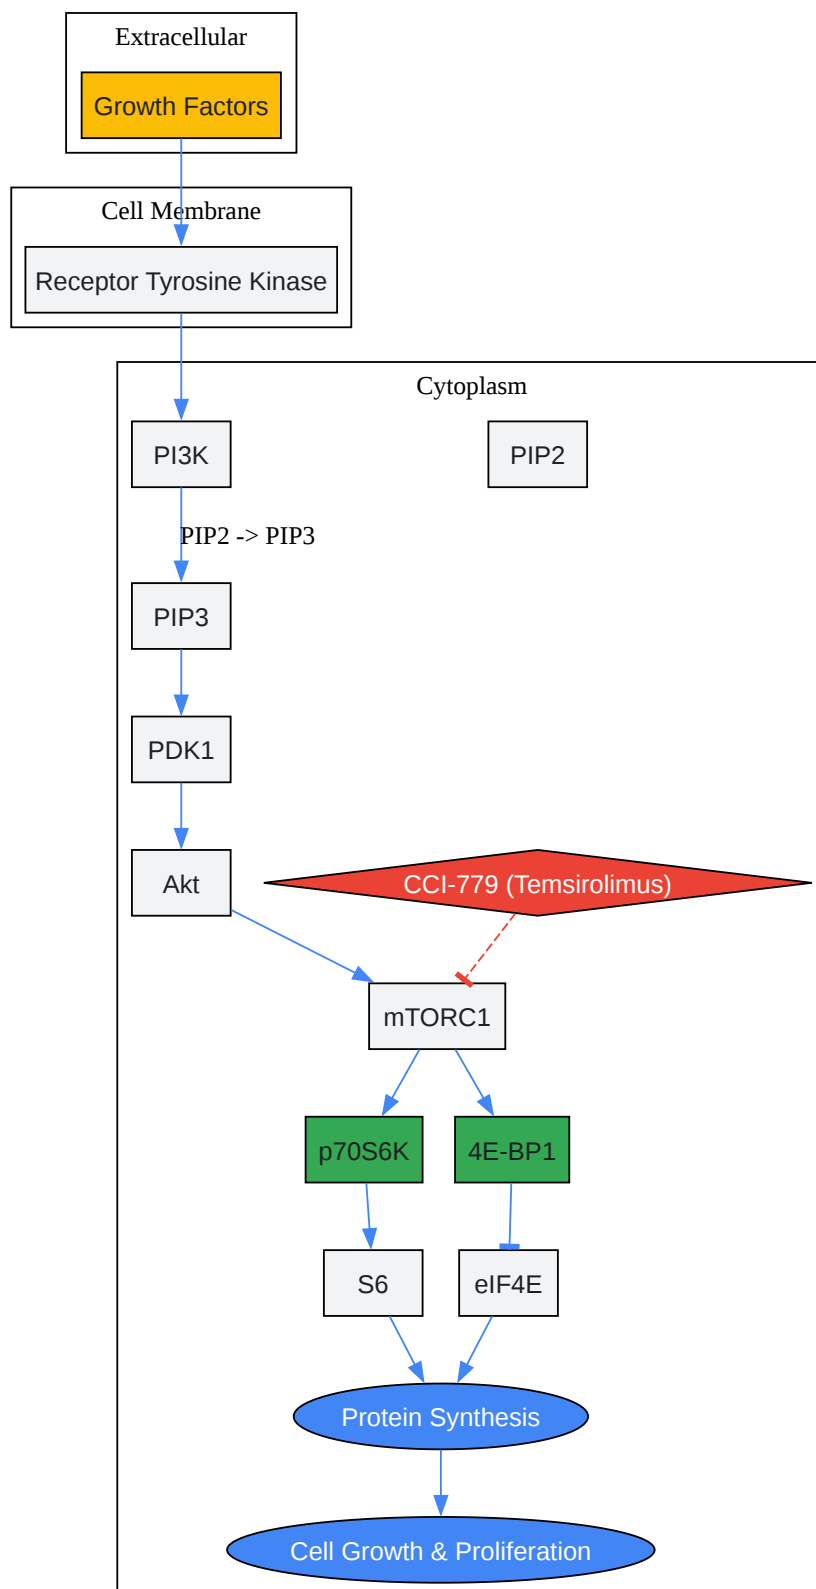 Extracellular
Growth Factors
Cell Membrane
Receptor Tyrosine Kinase
Cytoplasm
PI3K
PIP2
PIP2 -> PIP3
PIP3
PDK1
Akt
CCI-779 (Temsirolimus)
mTORC1
p70S6K
4E-BP1
S6
eIF4E
Protein Synthesis
Cell Growth & Proliferation